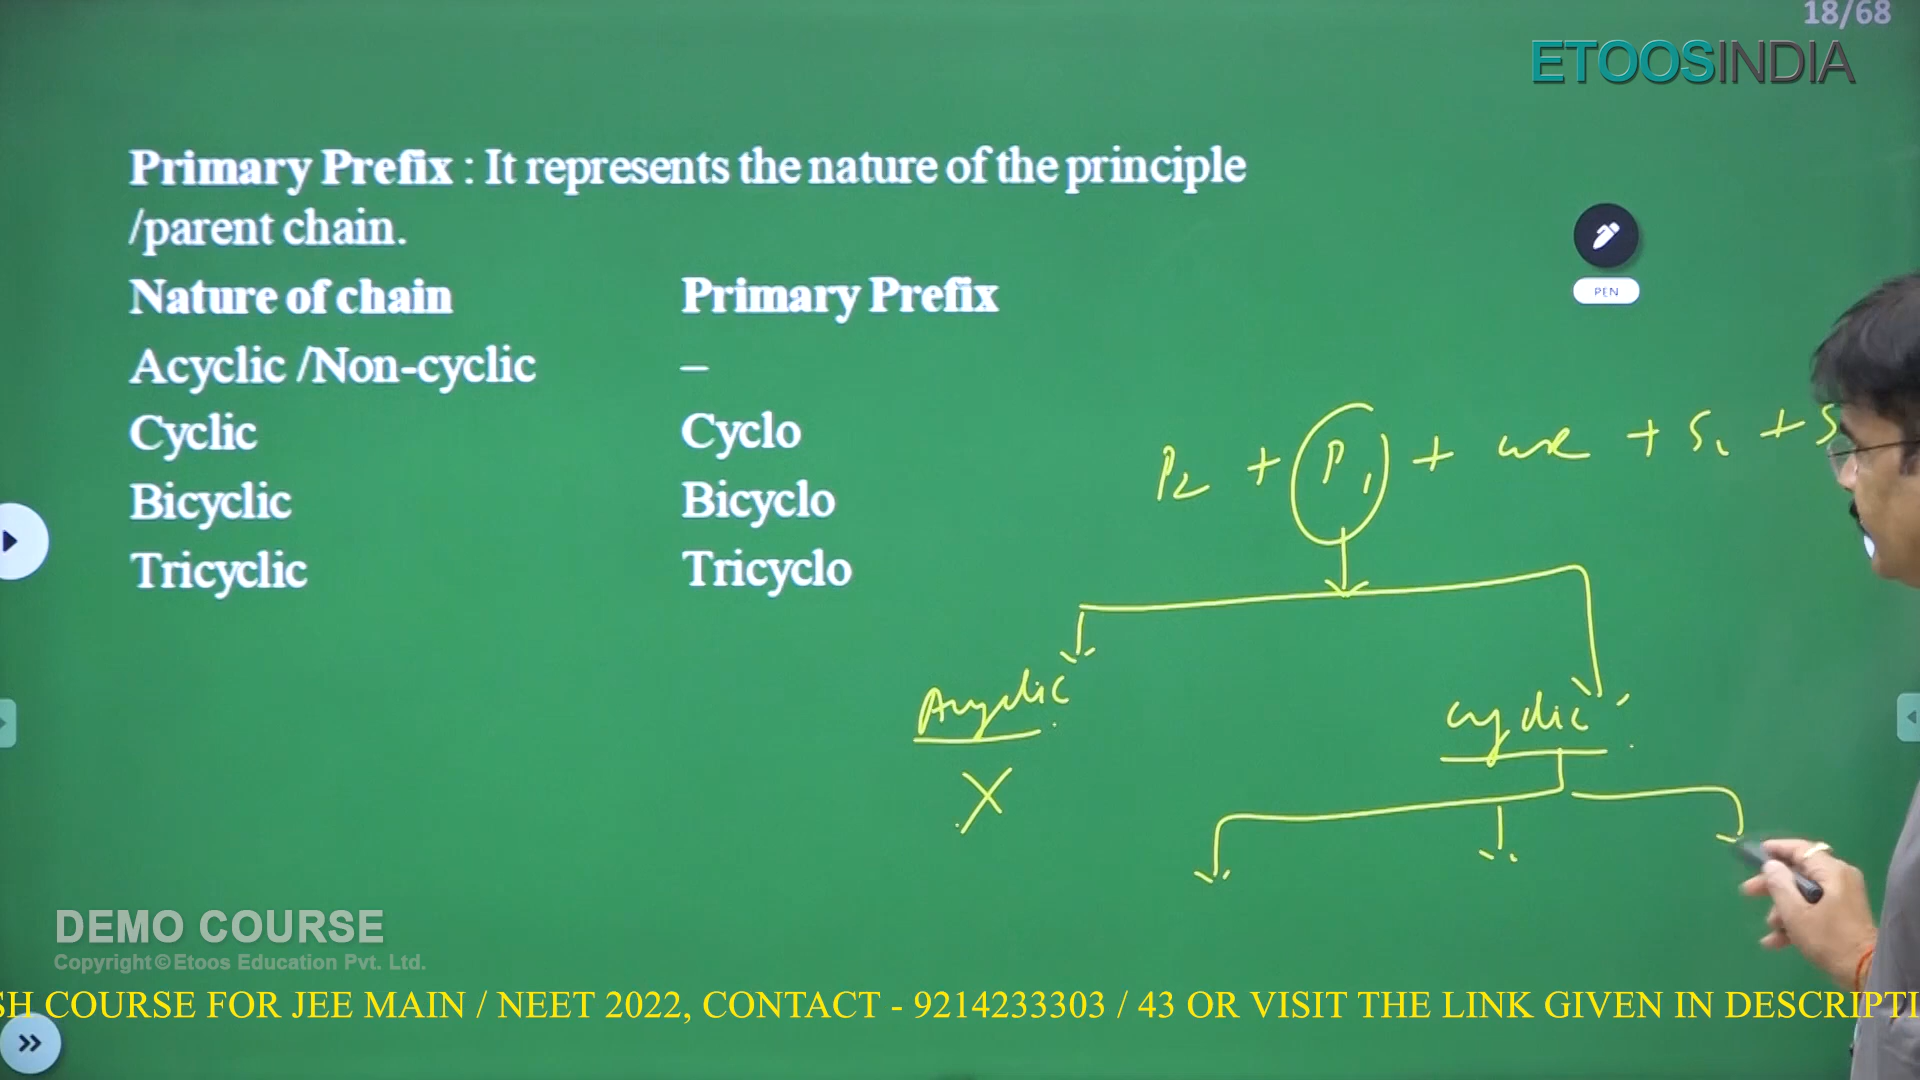 18/68
ETOOSINDIA
Primary Prefix : It represents the nature of the principle
/parent chain.
PEN
Nature of chain Primary Prefix
Acyclic /Non-cyclic –
Cyclic Cyclo
Bicyclic Bicyclo
Tricyclic Tricyclo
P2 + P1 + WR + S1 + S
Acyclic
cyclic
X
DEMO COURSE
Copyright © Etoos Education Pvt. Ltd.
SH COURSE FOR JEE MAIN / NEET 2022, CONTACT - 9214233303 / 43 OR VISIT THE LINK GIVEN IN DESCRIPTI